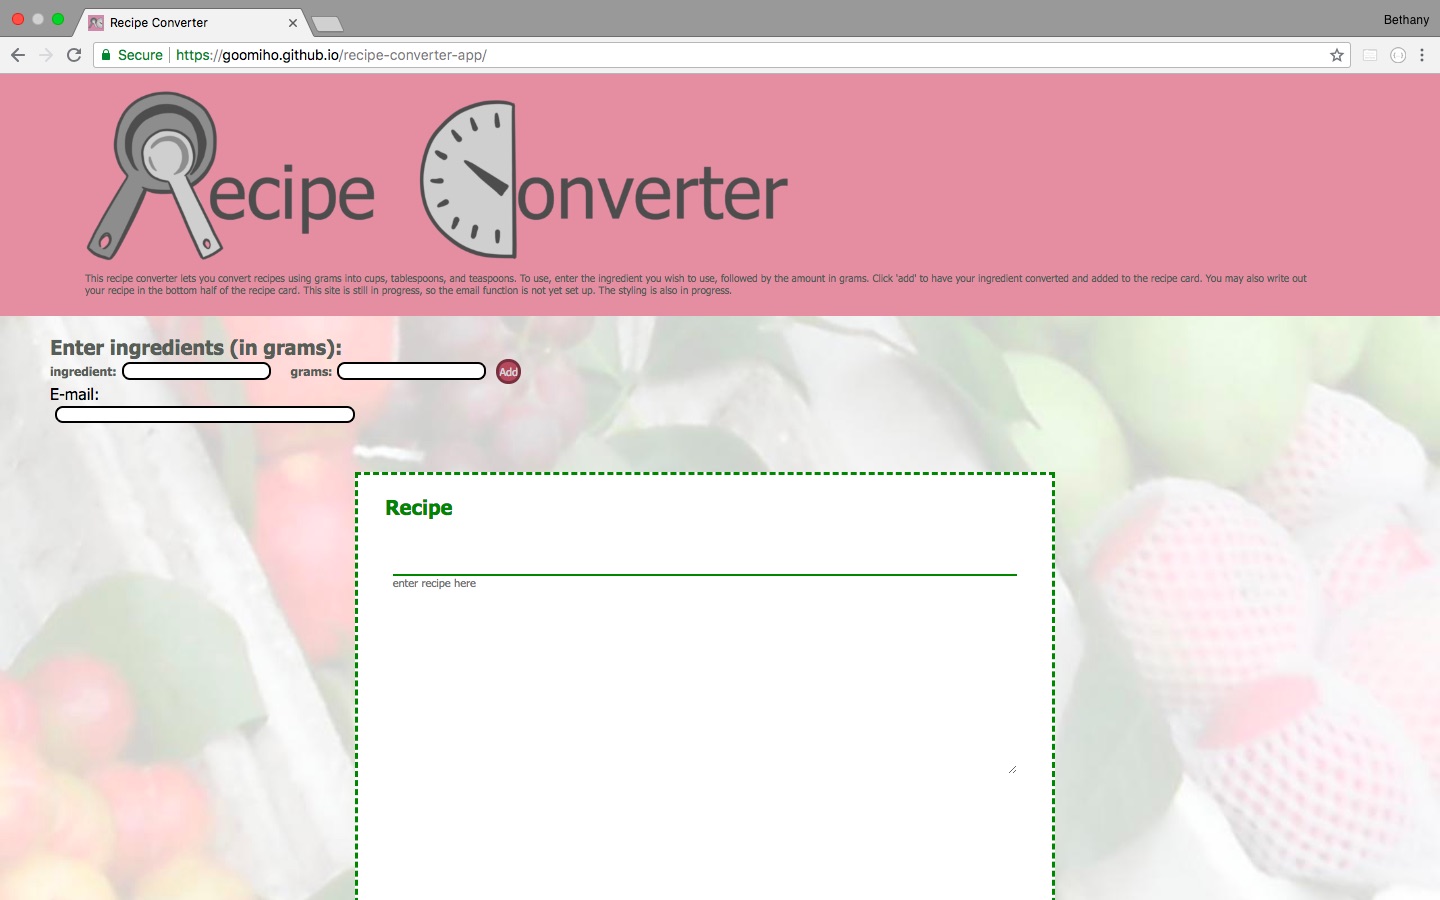 Recipe Converter
Bethany
Secure https://goomiho.github.io/recipe-converter-app/
Recipe Converter
This recipe converter lets you convert recipes using grams into cups, tablespoons, and teaspoons. To use, enter the ingredient you wish to use, followed by the amount in grams. Click 'add' to have your ingredient converted and added to the recipe card. You may also write out
your recipe in the bottom half of the recipe card. This site is still in progress, so the email function is not yet set up. The styling is also in progress.
Enter ingredients (in grams):
ingredient: grams: Add
E-mail:
Recipe
enter recipe here